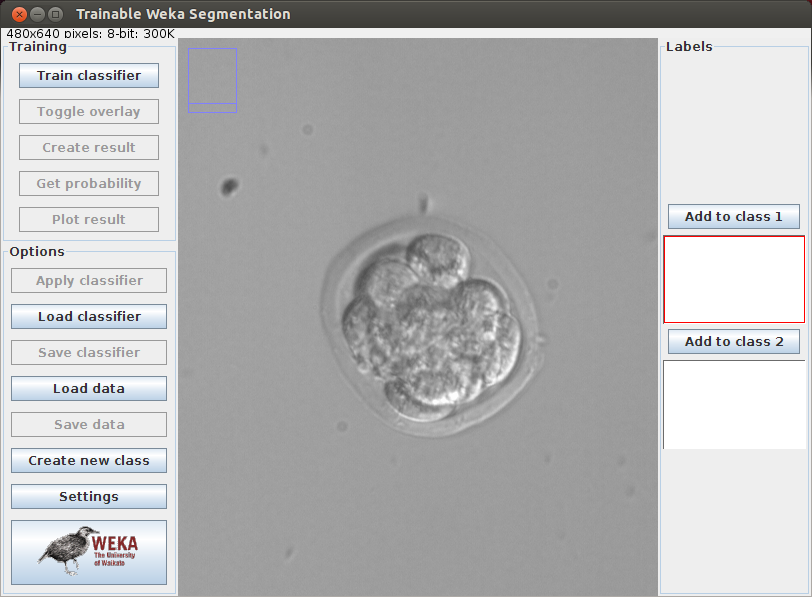 Trainable Weka Segmentation
480x640 pixels; 8-bit; 300K
Training
Train classifier
Toggle overlay
Create result
Get probability
Plot result
Options
Apply classifier
Load classifier
Save classifier
Load data
Save data
Create new class
Settings
WEKA
The University
of Waikato
Labels
Add to class 1
Add to class 2